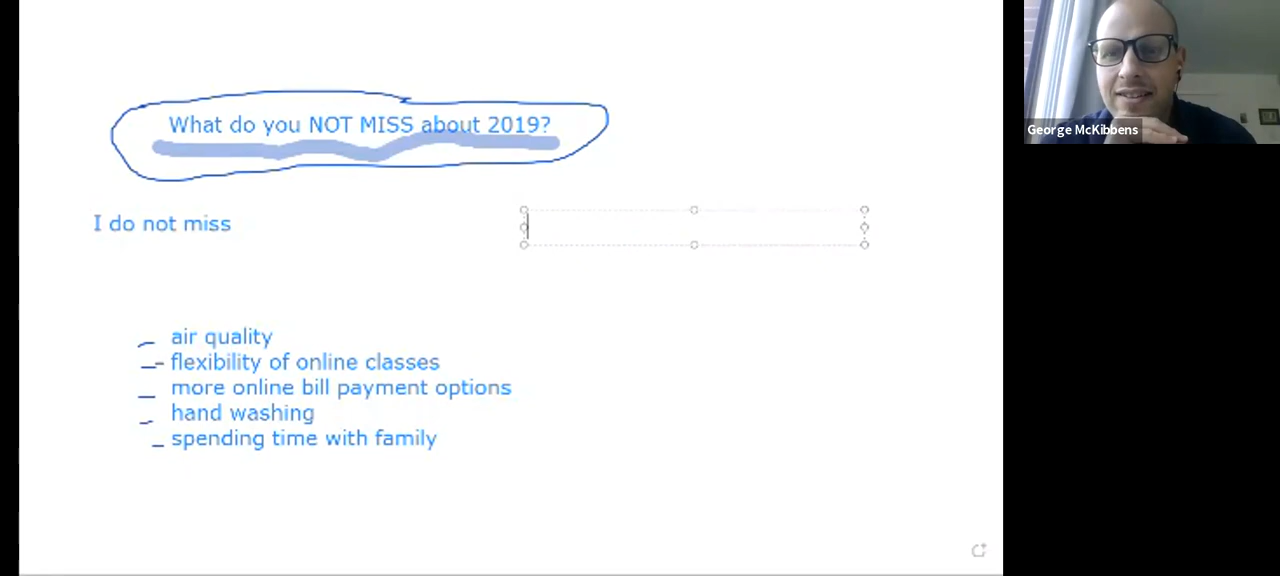 What do you NOT MISS about 2019?
I do not miss
air quality
flexibility of online classes
more online bill payment options
hand washing
spending time with family
George McKibbens